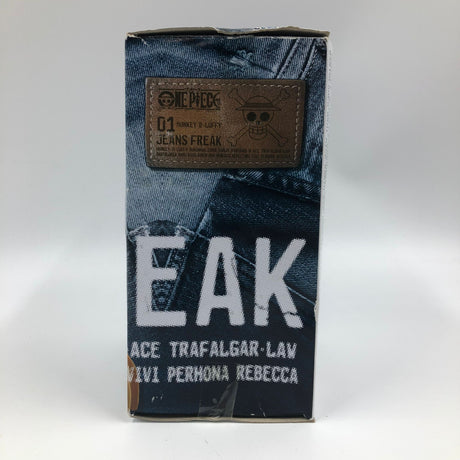 ONE PIECE
01 MONKEY·D·LUFFY
JEANS FREAK
EAK
ACE TRAFALGAR·LAW
VIVI PERHONA REBECCA